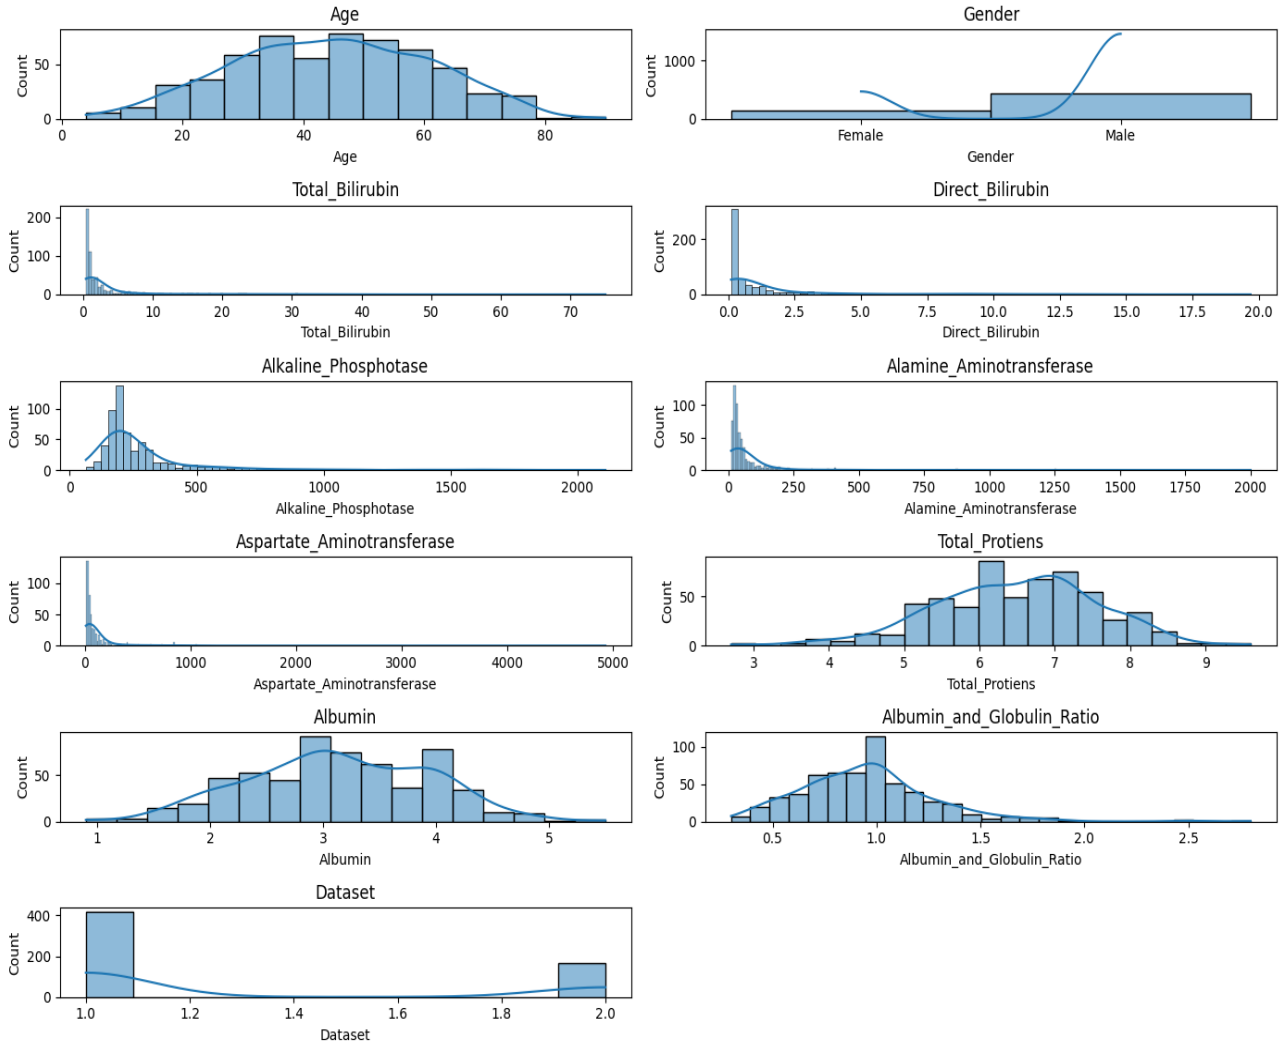 Age
Count
50
0
0 20 40 60 80
Age
Gender
Count
1000
0
Female Male
Gender
Total_Bilirubin
Count
200
100
0
0 10 20 30 40 50 60 70
Total_Bilirubin
Direct_Bilirubin
Count
200
0
0.0 2.5 5.0 7.5 10.0 12.5 15.0 17.5 20.0
Direct_Bilirubin
Alkaline_Phosphotase
Count
100
50
0
0 500 1000 1500 2000
Alkaline_Phosphotase
Alamine_Aminotransferase
Count
100
50
0
0 250 500 750 1000 1250 1500 1750 2000
Alamine_Aminotransferase
Aspartate_Aminotransferase
Count
100
50
0
0 1000 2000 3000 4000 5000
Aspartate_Aminotransferase
Total_Protiens
Count
50
0
3 4 5 6 7 8 9
Total_Protiens
Albumin
Count
50
0
1 2 3 4 5
Albumin
Albumin_and_Globulin_Ratio
Count
100
50
0
0.5 1.0 1.5 2.0 2.5
Albumin_and_Globulin_Ratio
Dataset
Count
400
200
0
1.0 1.2 1.4 1.6 1.8 2.0
Dataset